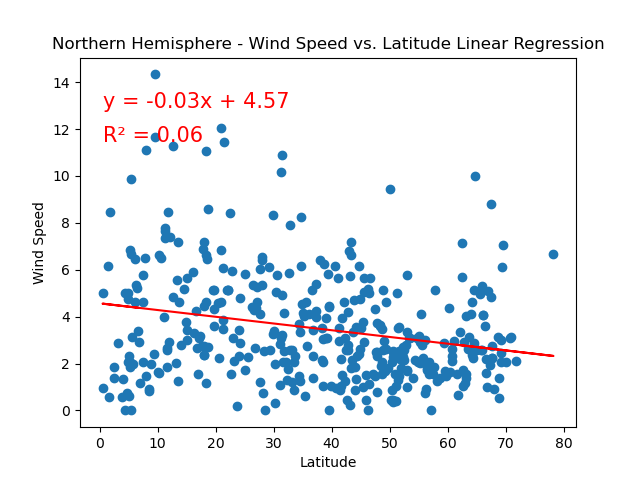 Northern Hemisphere - Wind Speed vs. Latitude Linear Regression
14
12
10
8
6
4
2
0
Wind Speed
y = -0.03x + 4.57
R² = 0.06
0 10 20 30 40 50 60 70 80
Latitude